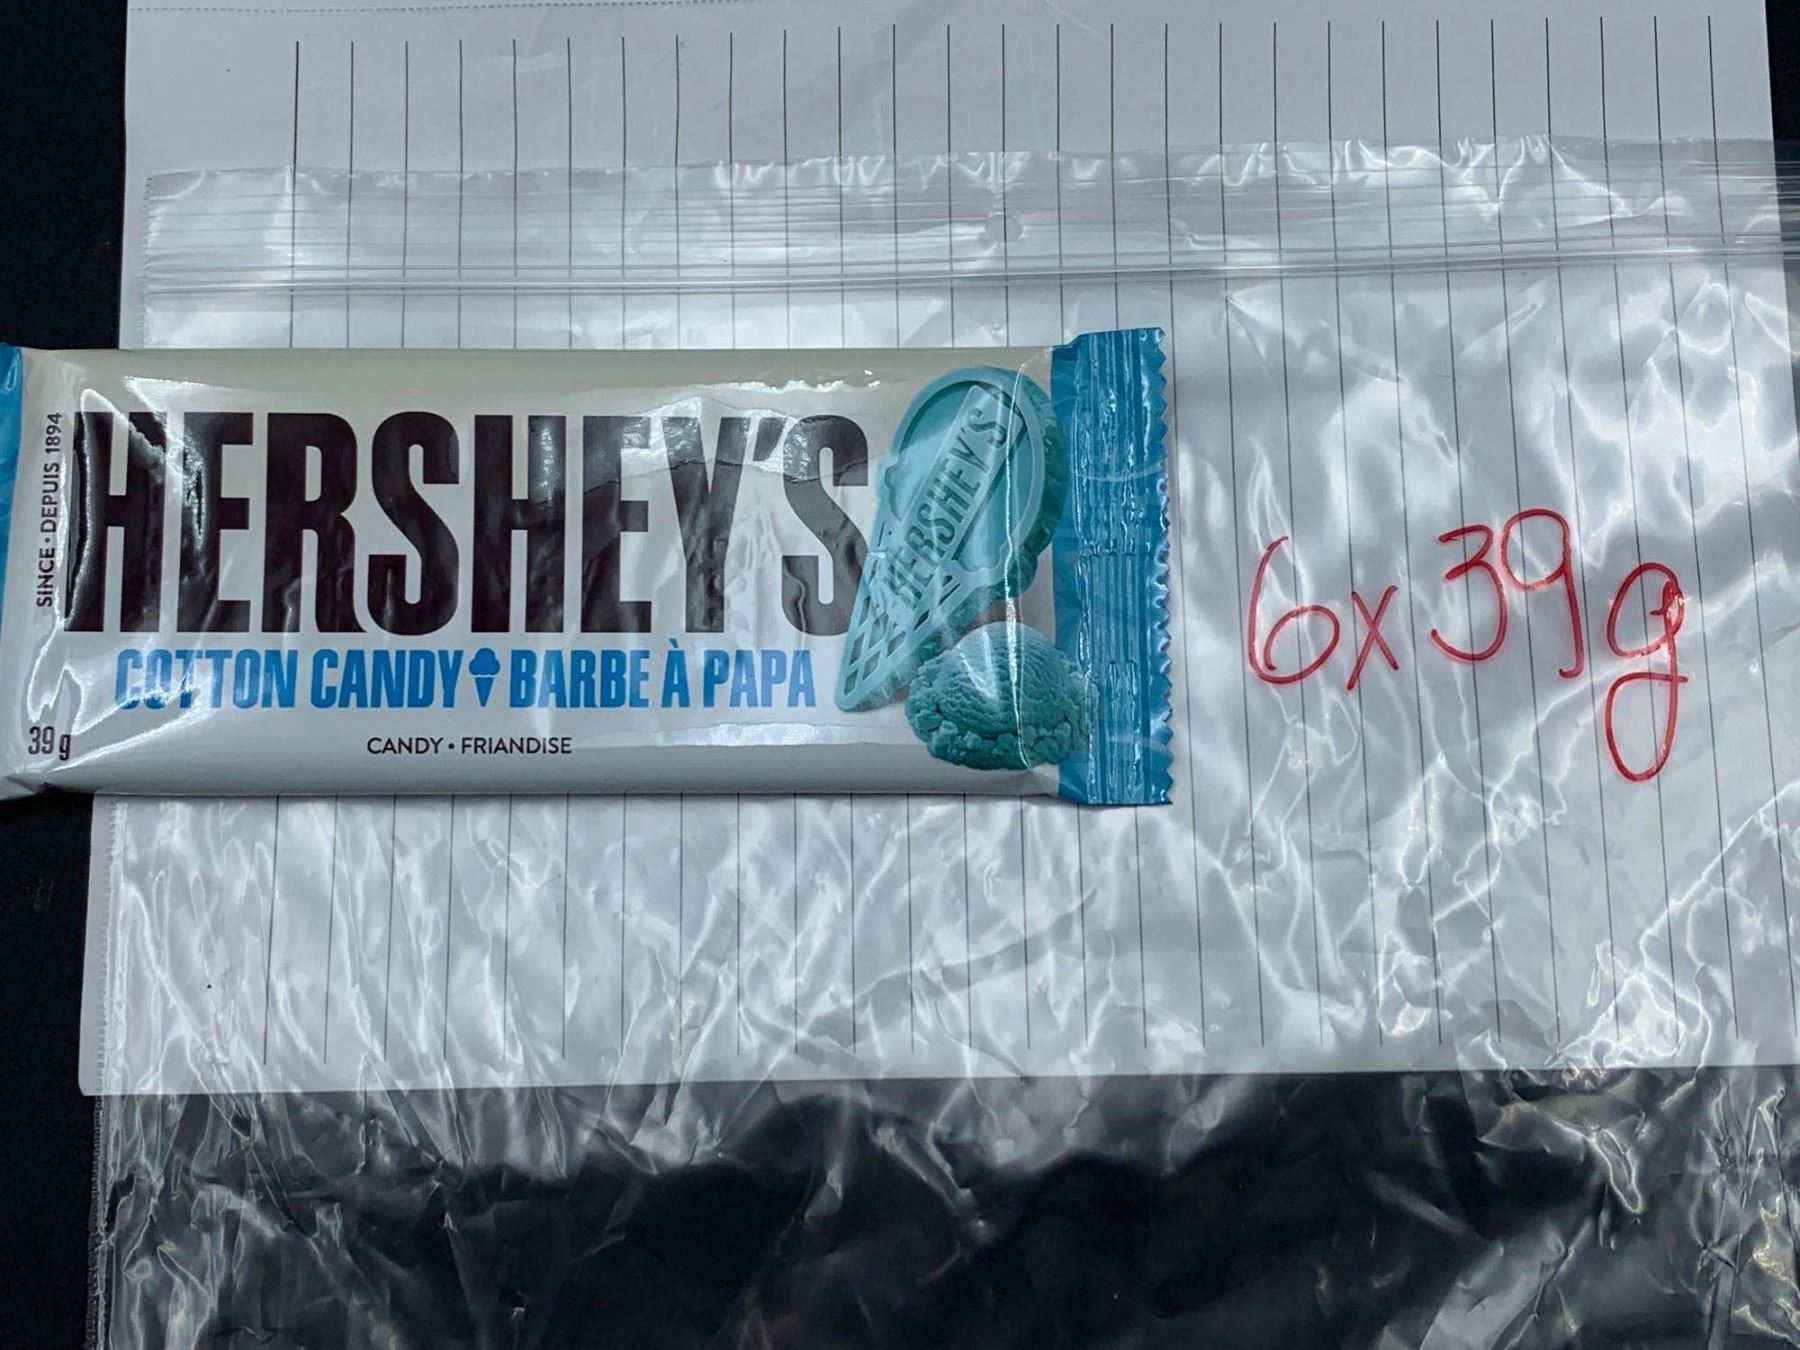 SINCE • DEPUIS 1894
HERSHEY'S
HERSHEY'S
COTTON CANDY BARBE À PAPA
39 g
CANDY • FRIANDISE
6x39g